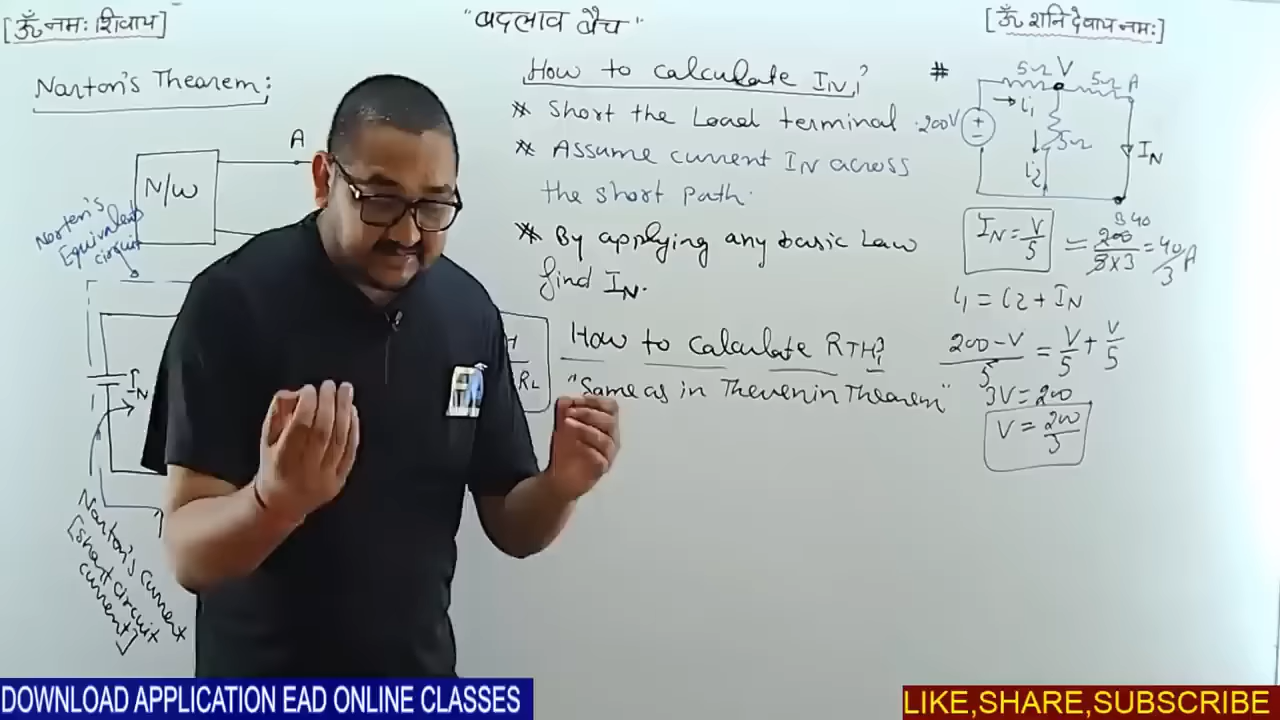 [ॐ नमः शिवाय]
"बदलाव बैच"
[ॐ शनि देवाय नमः]
Norton's Theorem:
A
N/W
Norton's
Equivalent
circuit
IN
Norton's current
[short circuit
current]
H
RL
How to calculate IN?
* Short the Load terminal.
* Assume current IN across
the short path.
* By applying any basic Law
find IN.
How to calculate RTH?
"Same as in Thevenin Theorem"
#
5Ω V 5Ω A
200V + - i1 5Ω IN
i2
B
IN = V/5 = 200/5×3 = 40/3 A
40
i1 = i2 + IN
200-V/5 = V/5 + V/5
3V = 200
V = 200/3
DOWNLOAD APPLICATION EAD ONLINE CLASSES
LIKE,SHARE,SUBSCRIBE